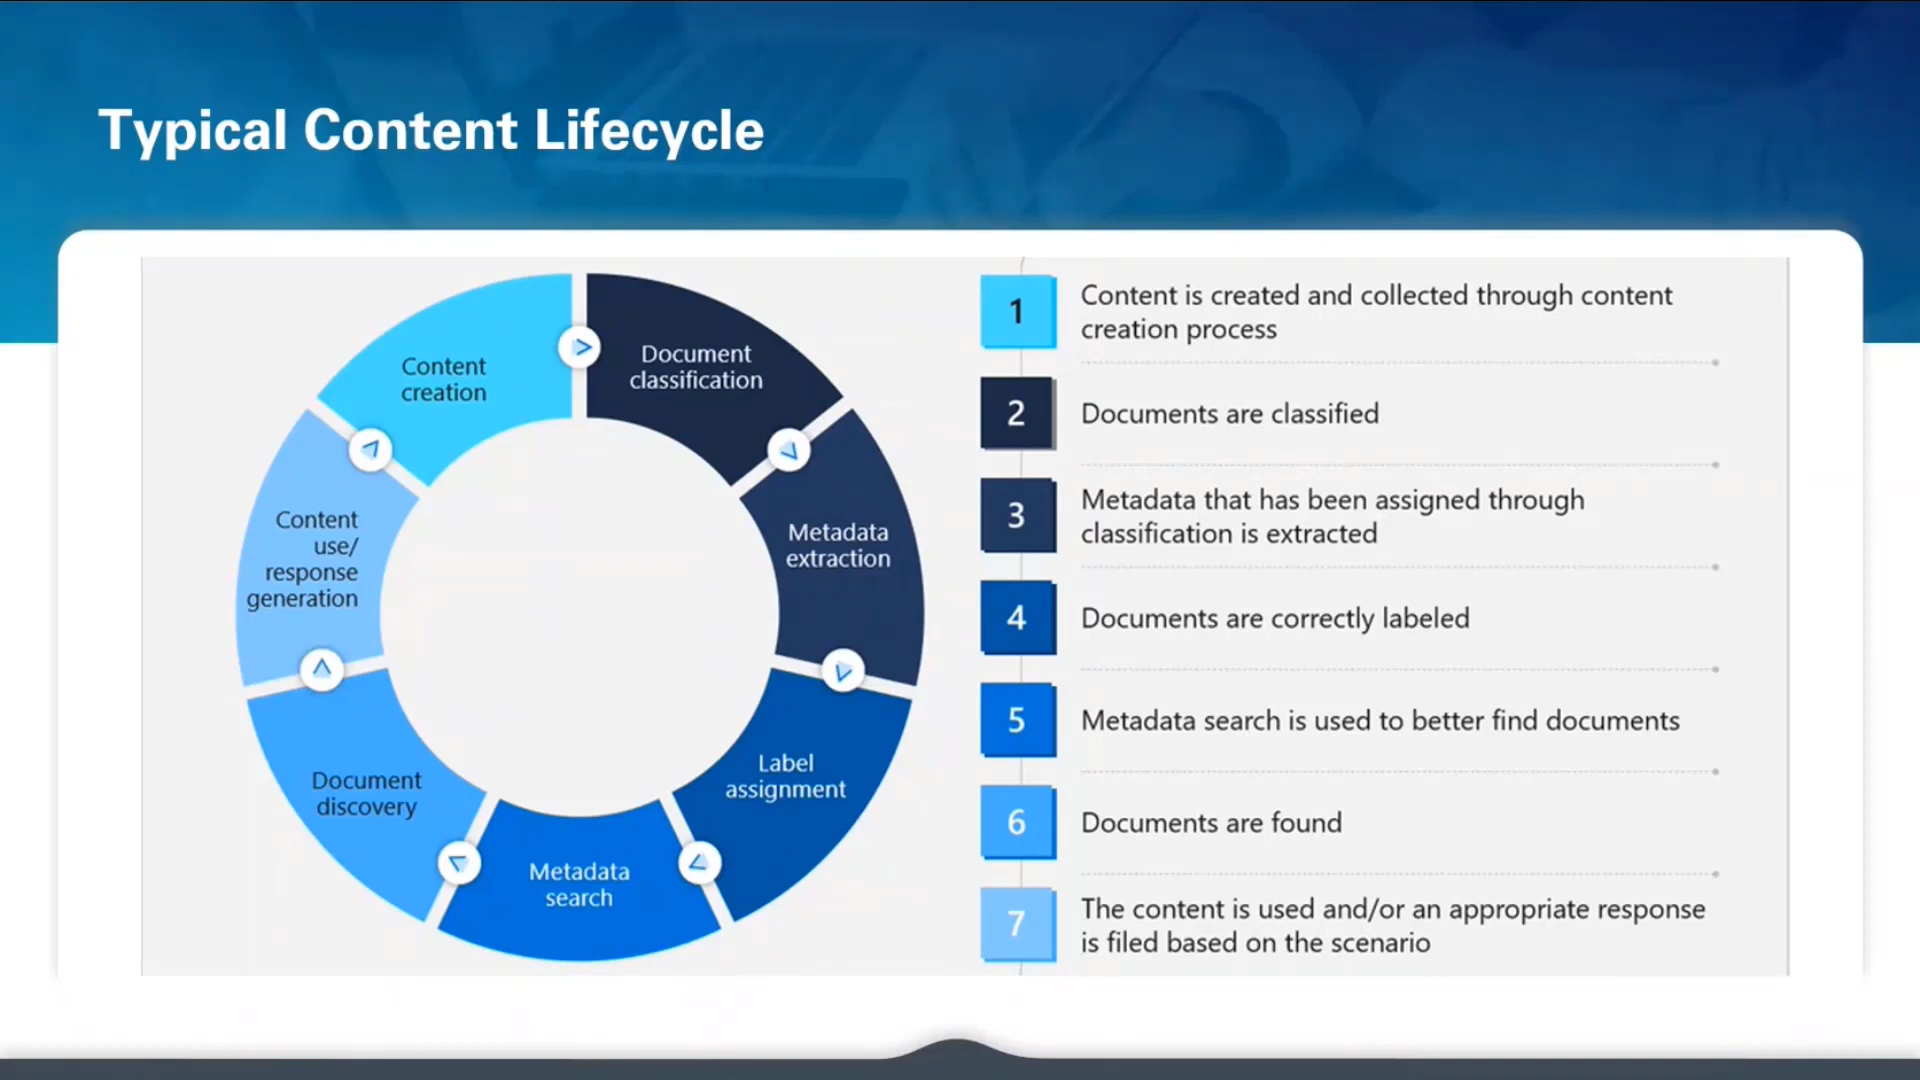 Typical Content Lifecycle
Content
creation
Document
classification
Metadata
extraction
Label
assignment
Metadata
search
Document
discovery
Content
use/
response
generation
1
Content is created and collected through content
creation process
2
Documents are classified
3
Metadata that has been assigned through
classification is extracted
4
Documents are correctly labeled
5
Metadata search is used to better find documents
6
Documents are found
7
The content is used and/or an appropriate response
is filed based on the scenario